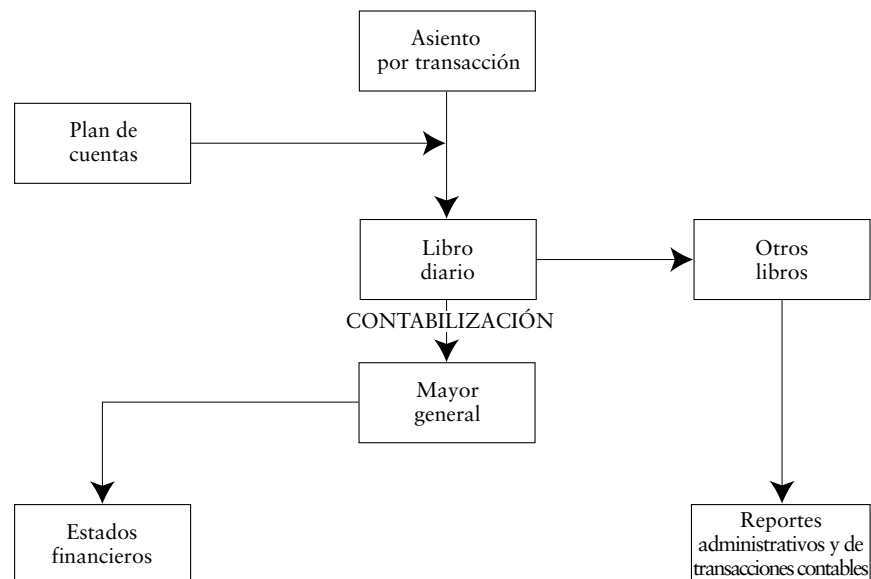 Asiento
por transacción
Plan de
cuentas
Libro
diario
Otros
libros
CONTABILIZACIÓN
Mayor
general
Estados
financieros
Reportes
administrativos y de
transacciones contables